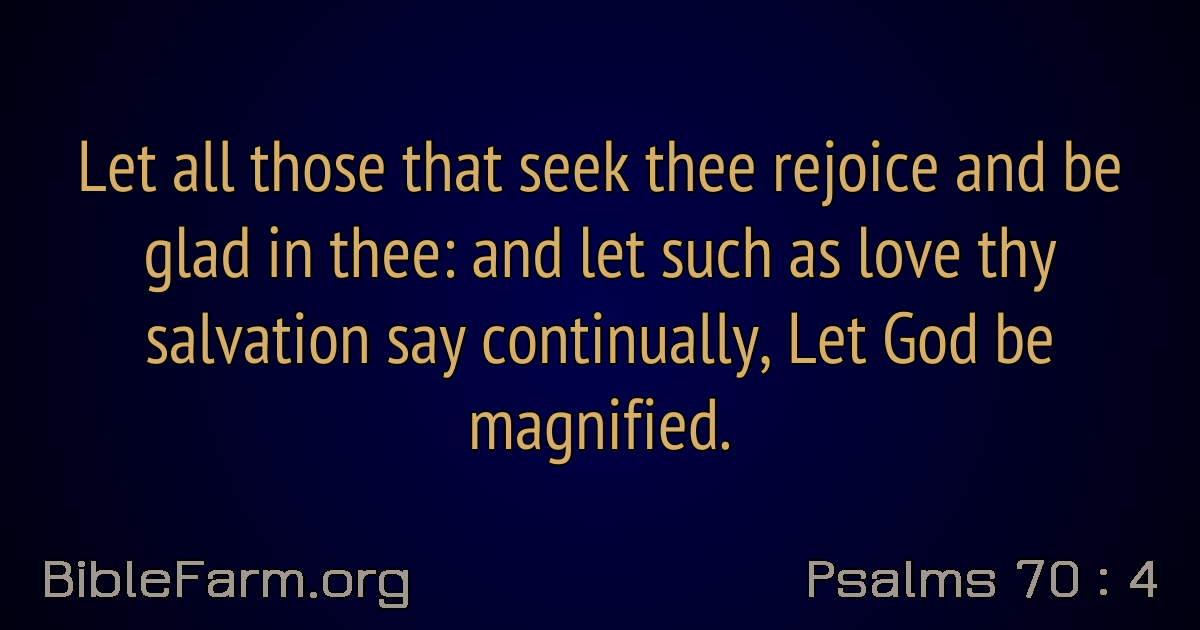 Let all those that seek thee rejoice and be
glad in thee: and let such as love thy
salvation say continually, Let God be
magnified.
BibleFarm.org
Psalms 70 : 4